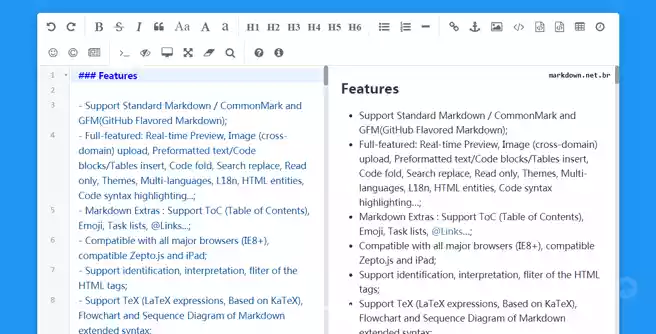 B S I Aa A a H1 H2 H3 H4 H5 H6
1 ### Features
2
3 - Support Standard Markdown / CommonMark and
GFM(GitHub Flavored Markdown);
4 - Full-featured: Real-time Preview, Image (cross-
domain) upload, Preformatted text/Code
blocks/Tables insert, Code fold, Search replace, Read
only, Themes, Multi-languages, L18n, HTML entities,
Code syntax highlighting...;
5 - Markdown Extras : Support ToC (Table of Contents),
Emoji, Task lists, @Links...;
6 - Compatible with all major browsers (IE8+),
compatible Zepto.js and iPad;
7 - Support identification, interpretation, fliter of the
HTML tags;
8 - Support TeX (LaTeX expressions, Based on KaTeX),
Flowchart and Sequence Diagram of Markdown
extended syntax;
markdown.net.br
Features
• Support Standard Markdown / CommonMark and
GFM(GitHub Flavored Markdown);
• Full-featured: Real-time Preview, Image (cross-domain)
upload, Preformatted text/Code blocks/Tables insert,
Code fold, Search replace, Read only, Themes, Multi-
languages, L18n, HTML entities, Code syntax
highlighting...;
• Markdown Extras : Support ToC (Table of Contents),
Emoji, Task lists, @Links...;
• Compatible with all major browsers (IE8+), compatible
Zepto.js and iPad;
• Support identification, interpretation, fliter of the HTML
tags;
• Support TeX (LaTeX expressions, Based on KaTeX),
Flowchart and Sequence Diagram of Markdown
extended syntax;